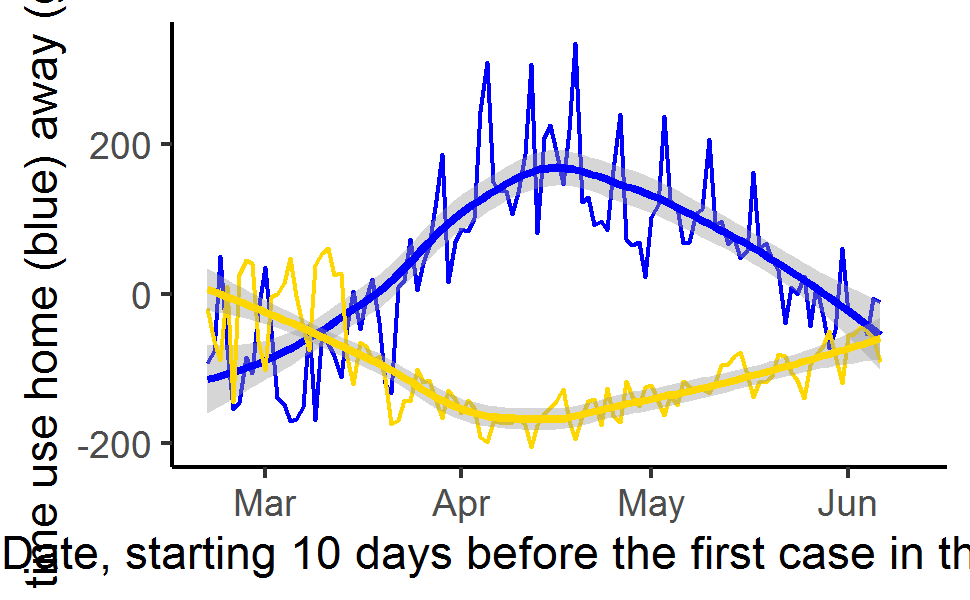 time use home (blue) away (
200
0
-200
Mar Apr May Jun
Date, starting 10 days before the first case in th